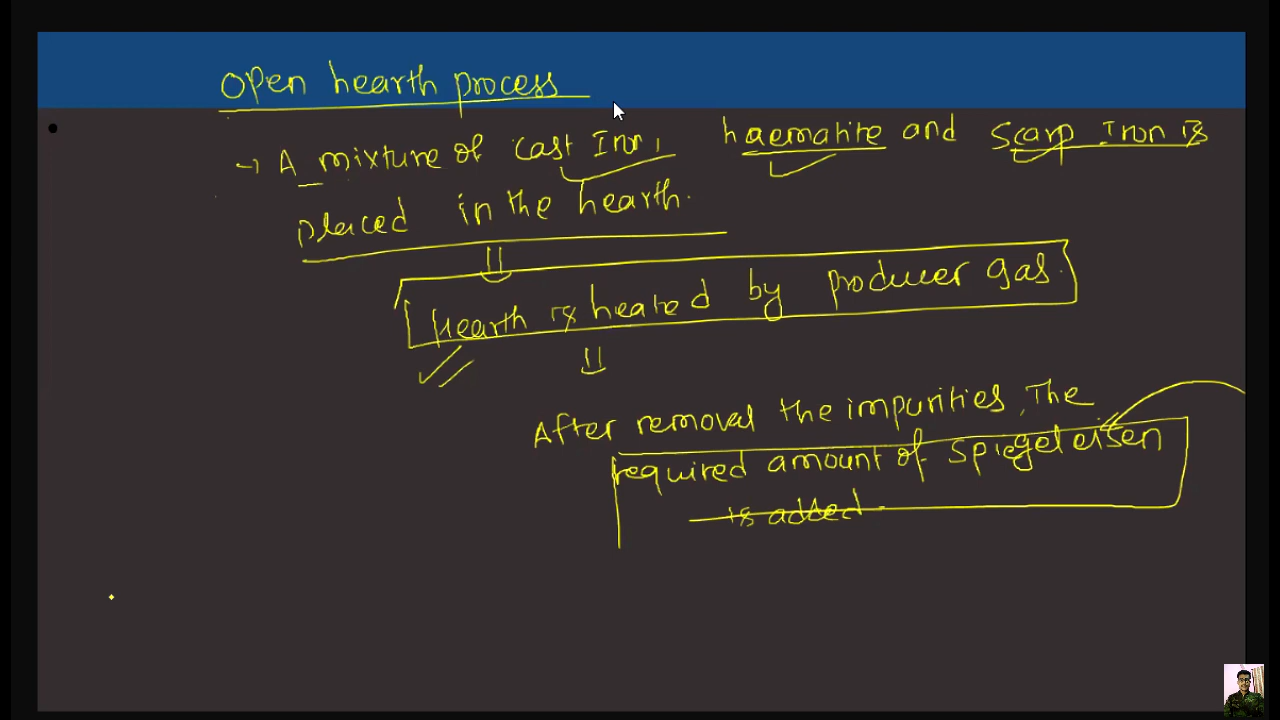 Open hearth process
→ A mixture of cast Iron, haematite and Scarp Iron is
placed in the hearth.
Hearth is heated by producer gas.
After removal the impurities, The
required amount of Spiegeleisen
is added.